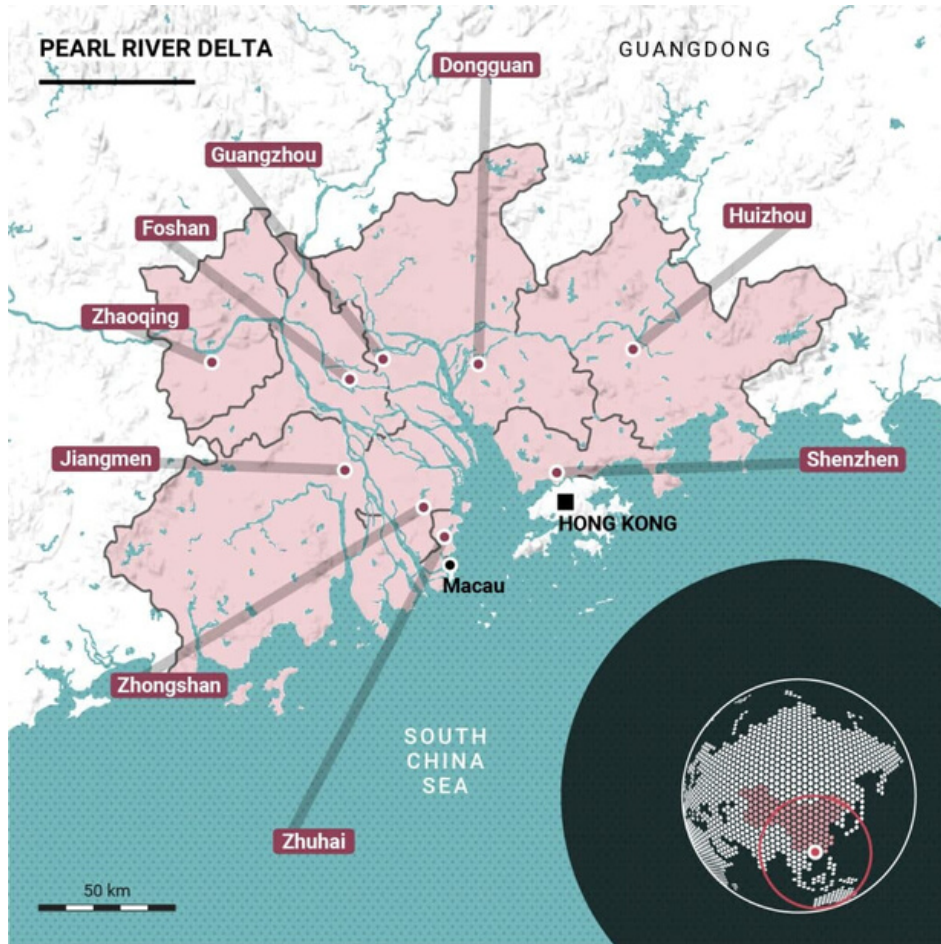 PEARL RIVER DELTA
GUANGDONG
Dongguan
Guangzhou
Huizhou
Foshan
Zhaoqing
Jiangmen
Shenzhen
HONG KONG
Macau
Zhongshan
SOUTH
CHINA
SEA
Zhuhai
50 km